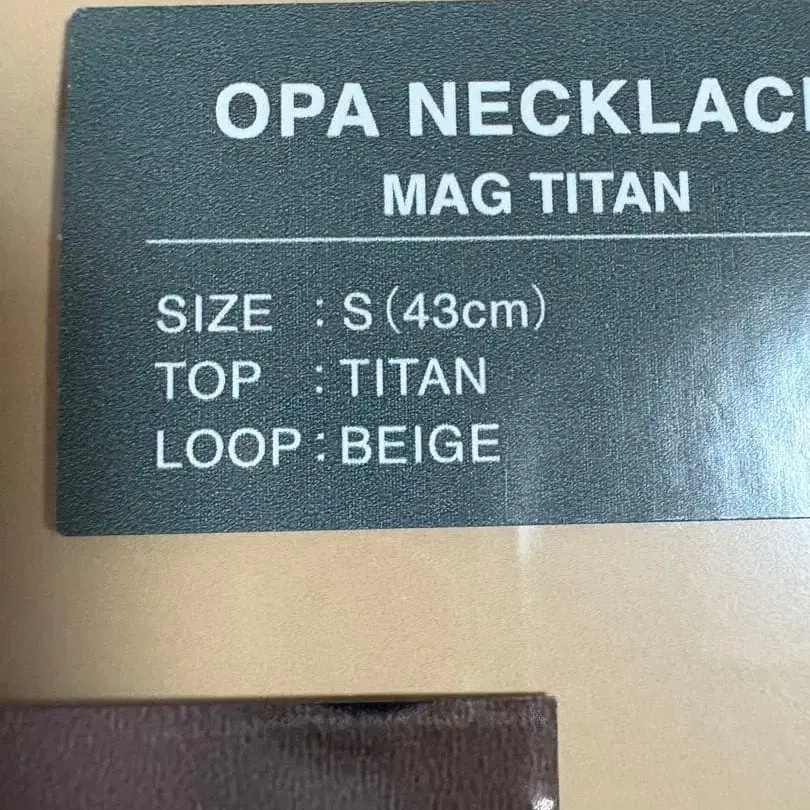 OPA NECKLAC
MAG TITAN
SIZE : S(43cm)
TOP : TITAN
LOOP : BEIGE